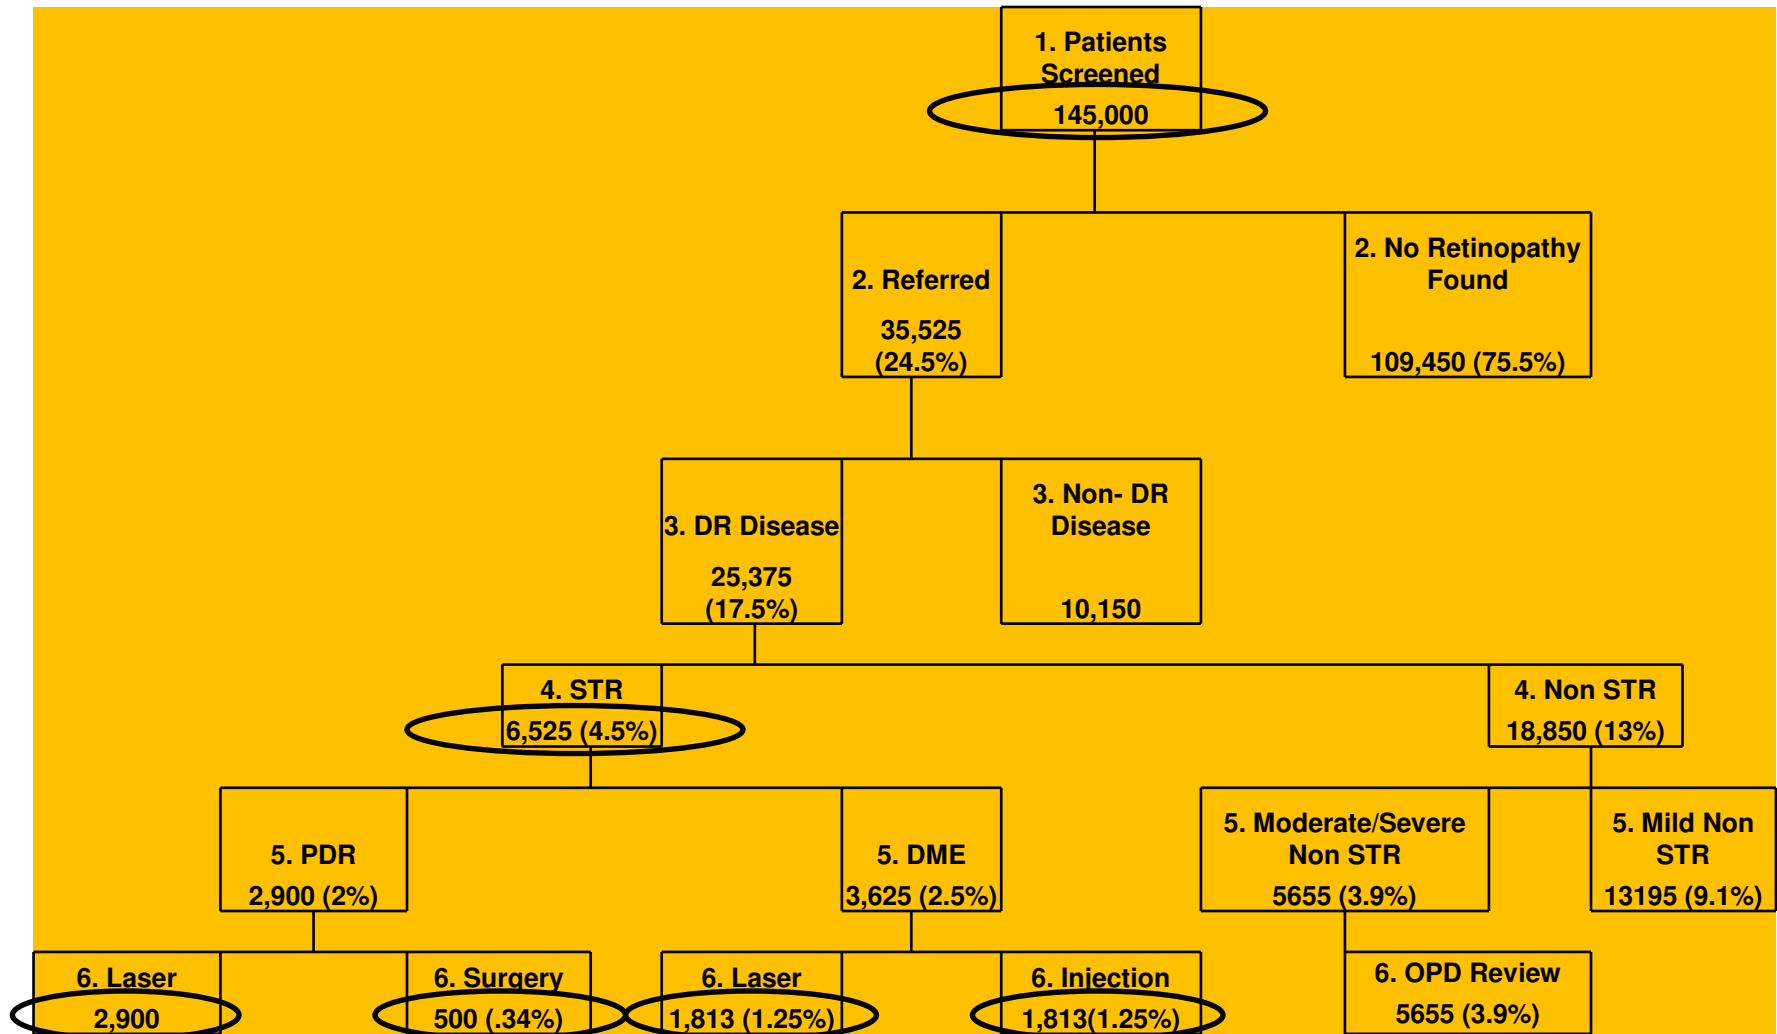 1. Patients
Screened
145,000
2. Referred
35,525
(24.5%)
2. No Retinopathy
Found
109,450 (75.5%)
3. DR Disease
25,375
(17.5%)
3. Non- DR
Disease
10,150
4. STR
6,525 (4.5%)
4. Non STR
18,850 (13%)
5. PDR
2,900 (2%)
5. DME
3,625 (2.5%)
5. Moderate/Severe
Non STR
5655 (3.9%)
5. Mild Non
STR
13195 (9.1%)
6. Laser
2,900
6. Surgery
500 (.34%)
6. Laser
1,813 (1.25%)
6. Injection
1,813(1.25%)
6. OPD Review
5655 (3.9%)